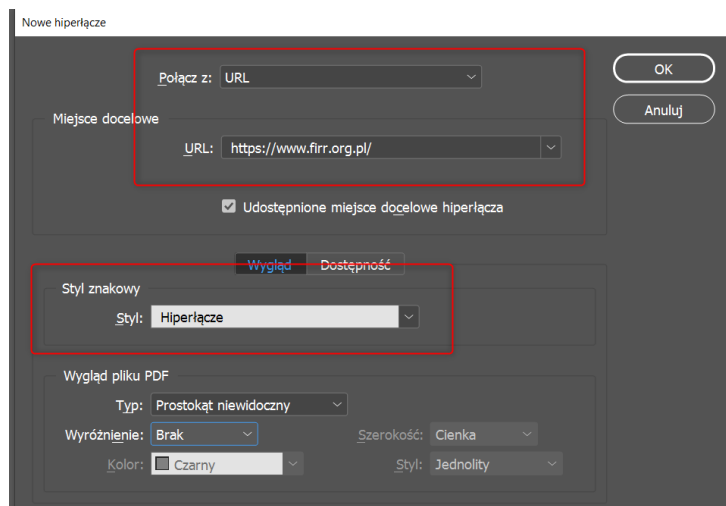 Nowe hiperłącze
Połącz z: URL
OK
Anuluj
Miejsce docelowe
URL: https://www.firr.org.pl/
Udostępnione miejsce docelowe hiperłącza
Wygląd Dostępność
Styl znakowy
Styl: Hiperłącze
Wygląd pliku PDF
Typ: Prostokąt niewidoczny
Wyróżnienie: Brak Szerokość: Cienka
Kolor: Czarny Styl: Jednolity